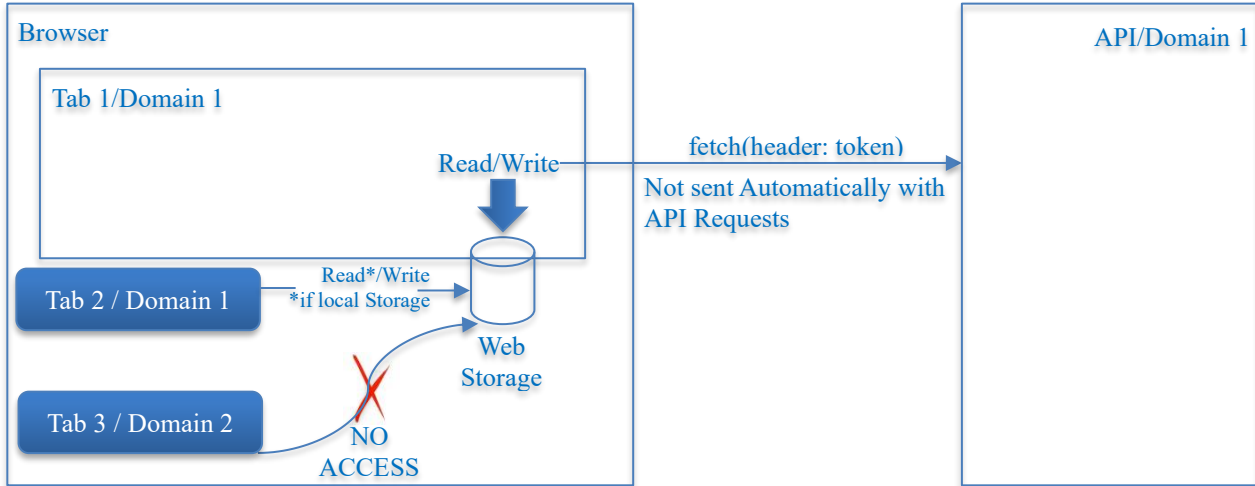 Browser
API/Domain 1
Tab 1/Domain 1
fetch(header: token)
Read/Write
Not sent Automatically with
API Requests
Tab 2 / Domain 1
Read*/Write
*if local Storage
Web
Storage
Tab 3 / Domain 2
NO
ACCESS